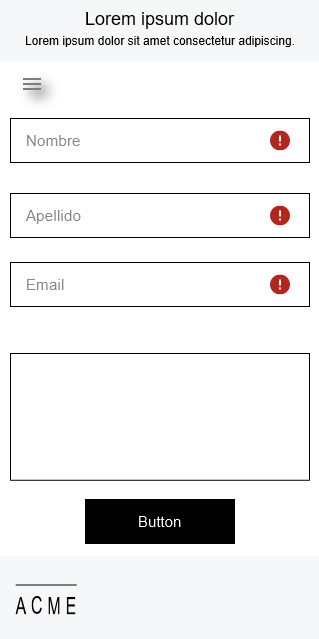 Lorem ipsum dolor
Lorem ipsum dolor sit amet consectetur adipiscing.
Nombre
Apellido
Email
Button
ACME